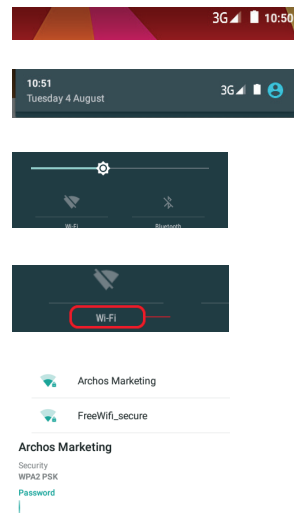 3G 10:50
10:51
Tuesday 4 August
3G
Wi-Fi Bluetooth
Wi-Fi
Archos Marketing
FreeWifi_secure
Archos Marketing
Security
WPA2 PSK
Password